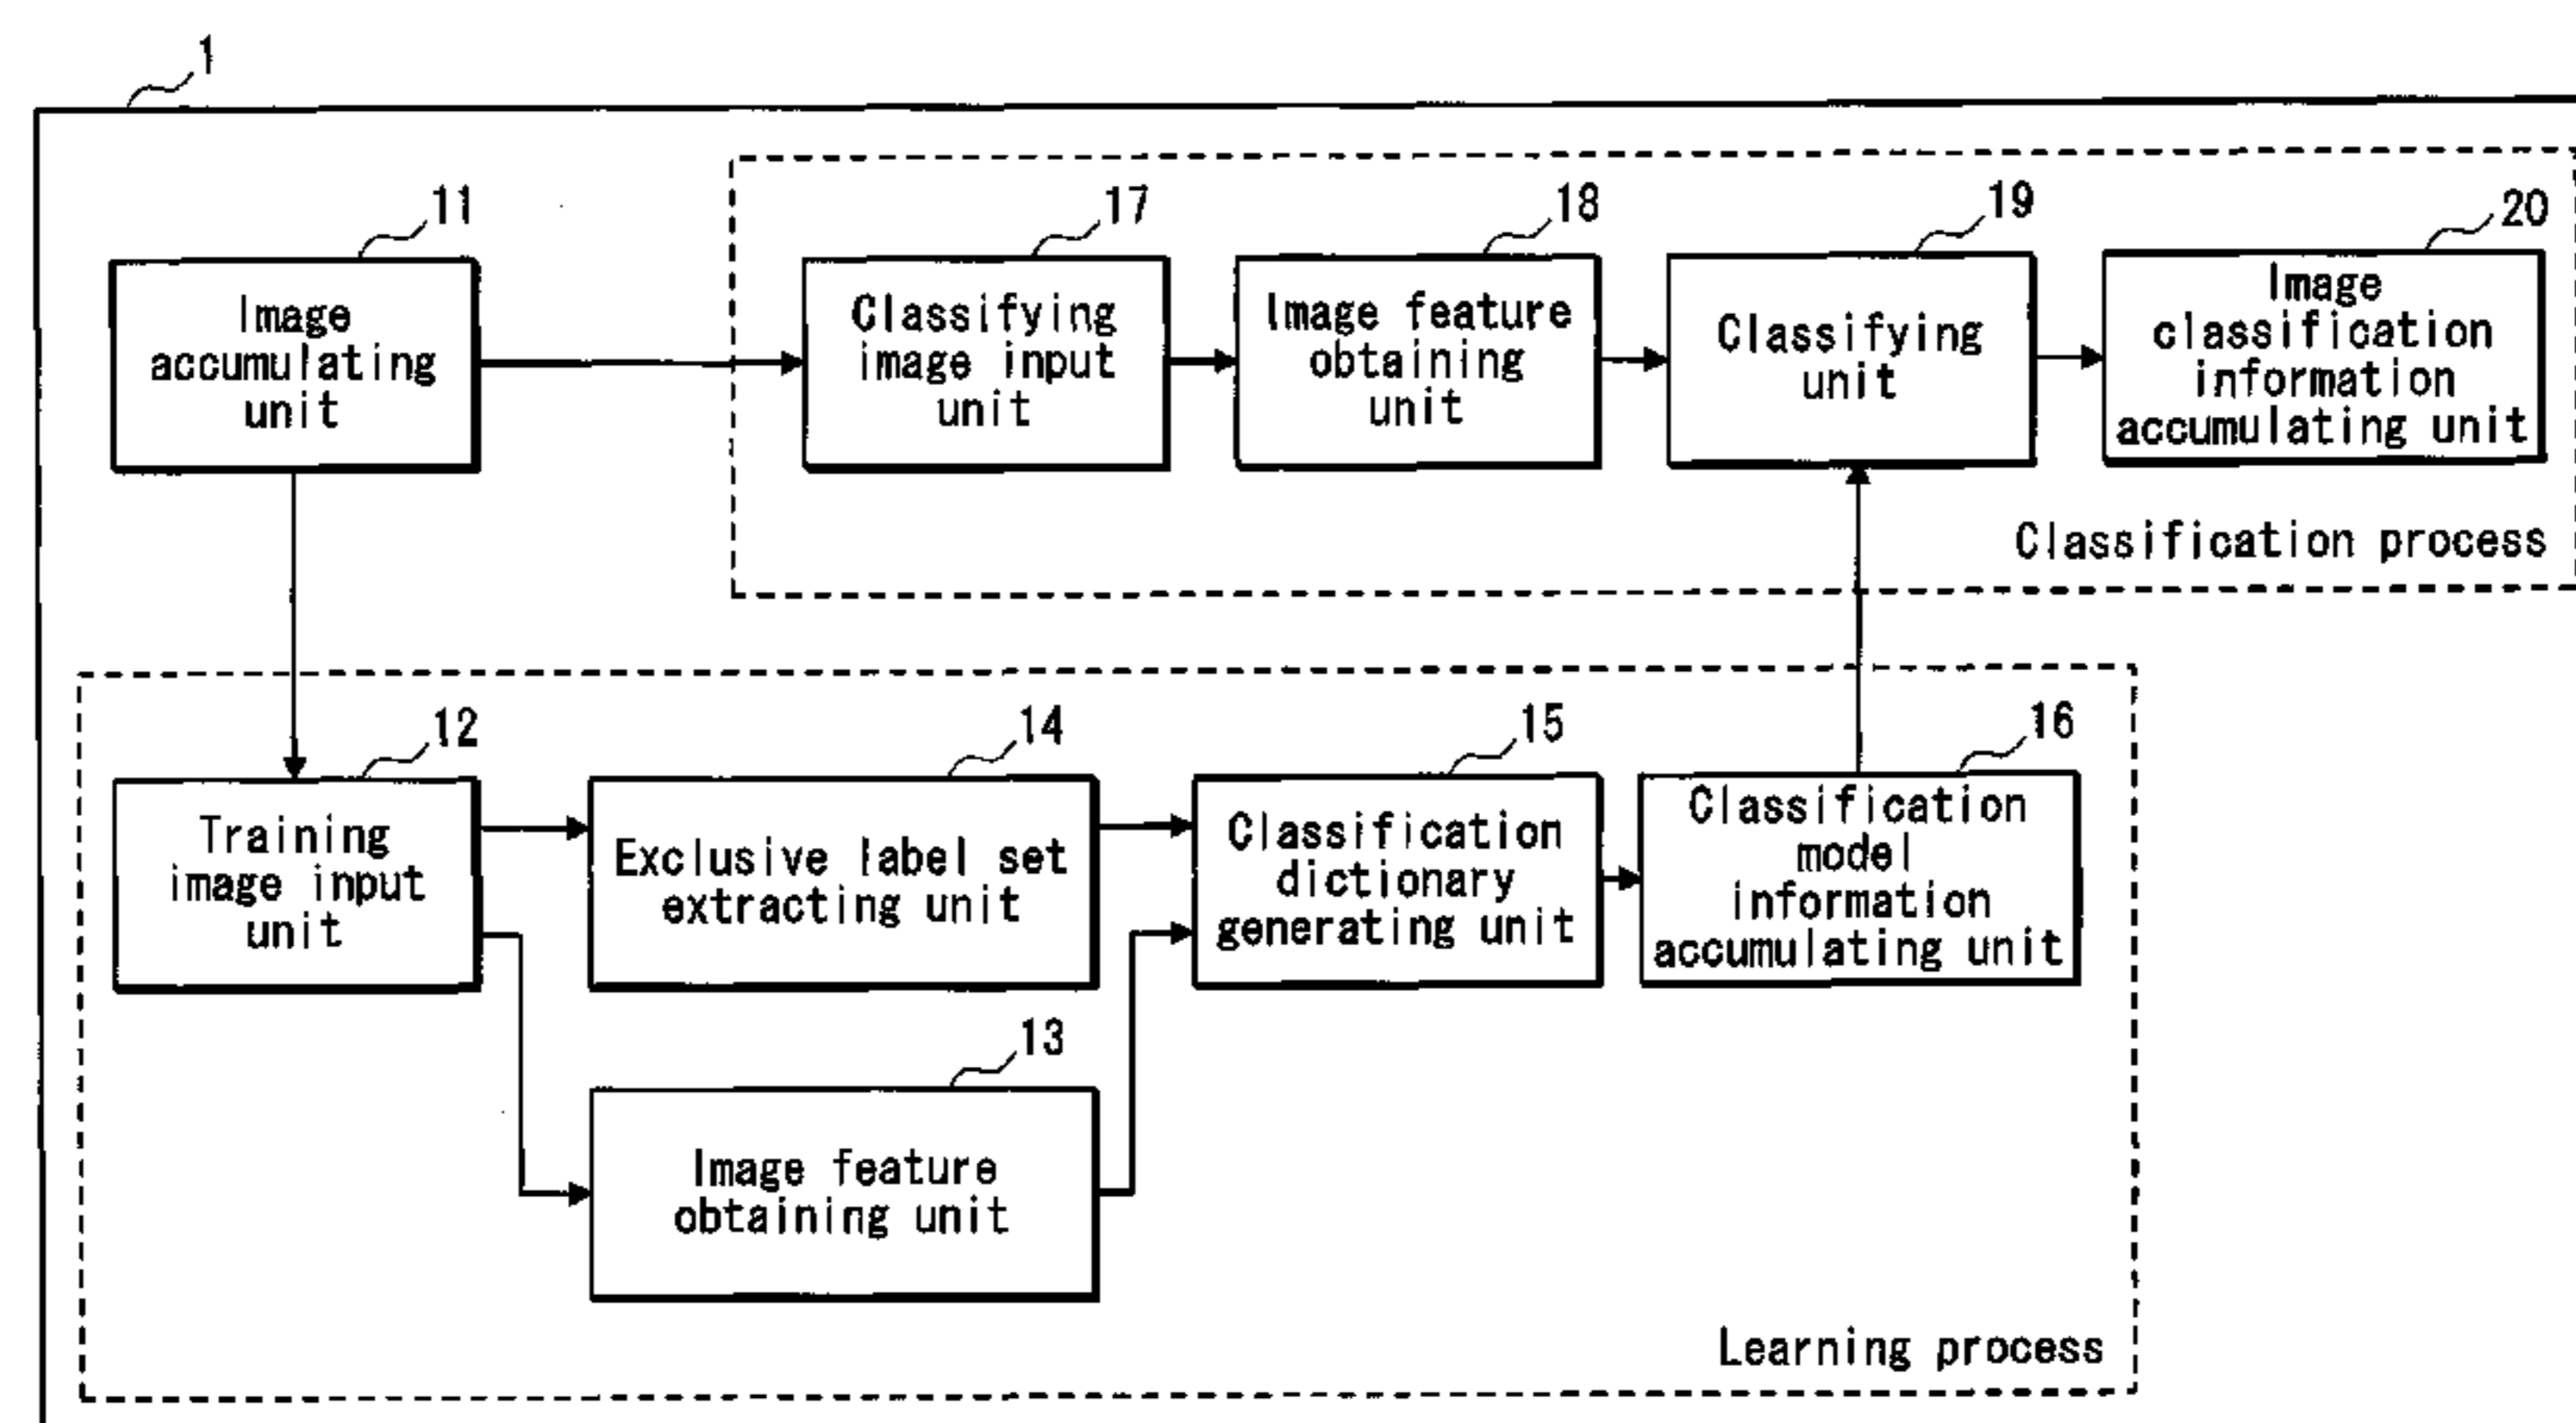 1
11
Image
accumulating
unit
17
Classifying
image input
unit
18
Image feature
obtaining
unit
19
Classifying
unit
20
Image
classification
information
accumulating unit
Classification process
12
Training
image input
unit
14
Exclusive label set
extracting unit
15
Classification
dictionary
generating unit
16
Classification
model
information
accumulating unit
13
Image feature
obtaining unit
Learning process